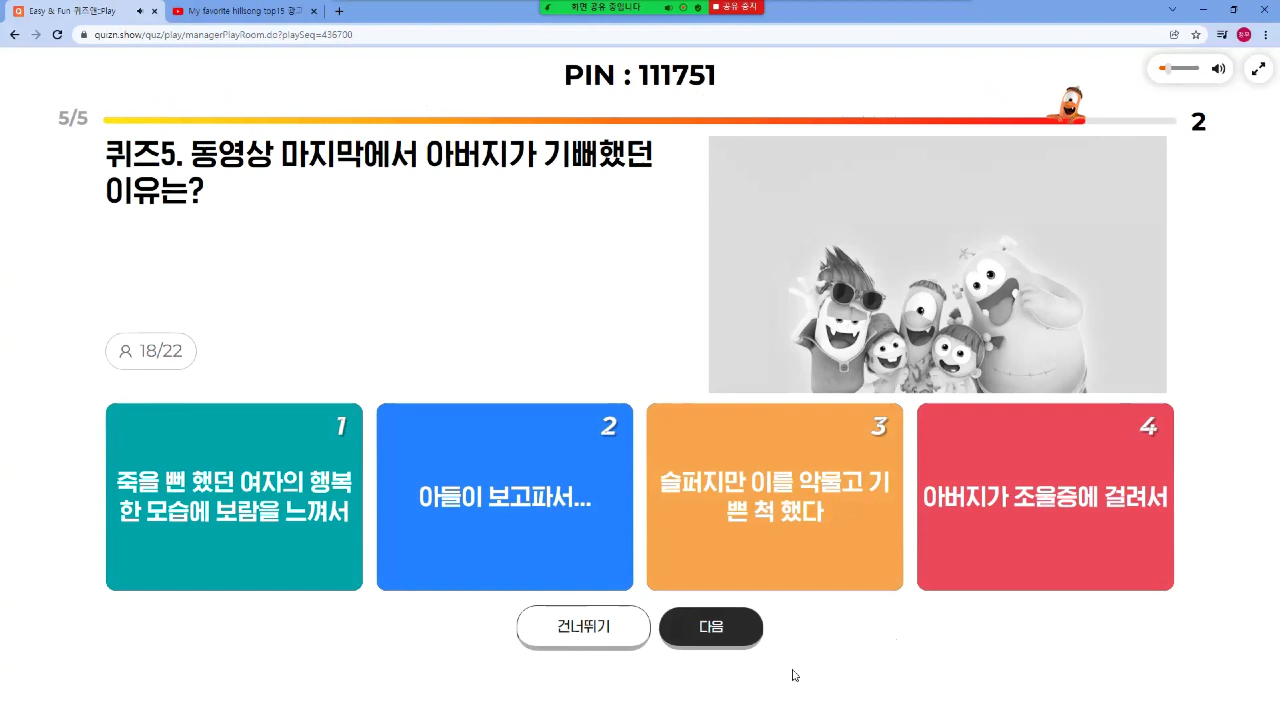 Easy & Fun 퀴즈앤::Play
My favorite hillsong top15 광고
화면 공유 중입니다
공유 중지
quizn.show/quz/play/managerPlayRoom.do?playSeq=436700
PIN : 111751
5/5
2
퀴즈5. 동영상 마지막에서 아버지가 기뻐했던
이유는?
18/22
1
죽을 뻔 했던 여자의 행복
한 모습에 보람을 느껴서
2
아들이 보고파서...
3
슬퍼지만 이를 악물고 기
쁜 척 했다
4
아버지가 조울증에 걸려서
건너뛰기
다음